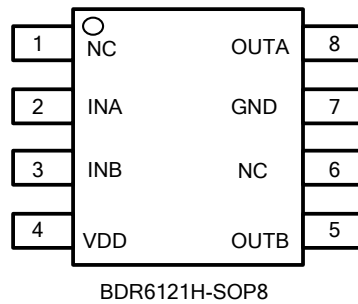 1 NC OUTA 8
2 INA GND 7
3 INB NC 6
4 VDD OUTB 5
BDR6121H-SOP8